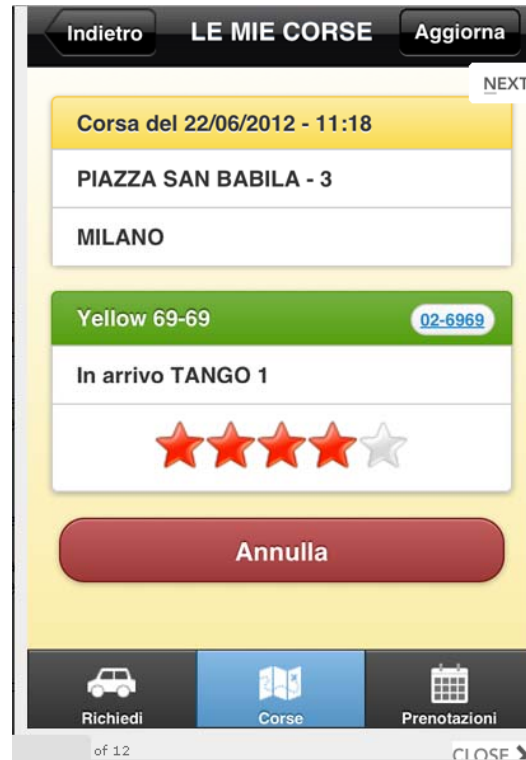 Indietro LE MIE CORSE Aggiorna
NEXT
Corsa del 22/06/2012 - 11:18
PIAZZA SAN BABILA - 3
MILANO
Yellow 69-69 02-6969
In arrivo TANGO 1
Annulla
Richiedi Corse Prenotazioni
of 12 CLOSE